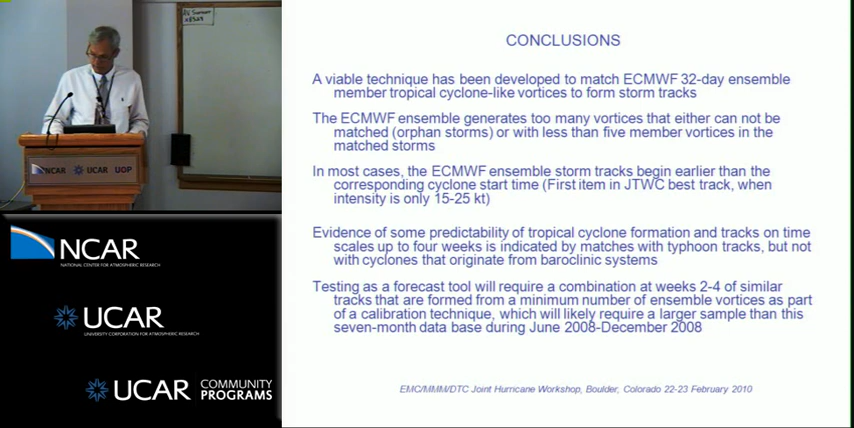 NCAR UCAR UOP
NCAR
NATIONAL CENTER FOR ATMOSPHERIC RESEARCH
UCAR
UNIVERSITY CORPORATION FOR ATMOSPHERIC RESEARCH
UCAR COMMUNITY PROGRAMS
CONCLUSIONS
A viable technique has been developed to match ECMWF 32-day ensemble
member tropical cyclone-like vortices to form storm tracks
The ECMWF ensemble generates too many vortices that either can not be
matched (orphan storms) or with less than five member vortices in the
matched storms
In most cases, the ECMWF ensemble storm tracks begin earlier than the
corresponding cyclone start time (First item in JTWC best track, when
intensity is only 15-25 kt)
Evidence of some predictability of tropical cyclone formation and tracks on time
scales up to four weeks is indicated by matches with typhoon tracks, but not
with cyclones that originate from baroclinic systems
Testing as a forecast tool will require a combination at weeks 2-4 of similar
tracks that are formed from a minimum number of ensemble vortices as part
of a calibration technique, which will likely require a larger sample than this
seven-month data base during June 2008-December 2008
EMC/MMM/DTC Joint Hurricane Workshop, Boulder, Colorado 22-23 February 2010